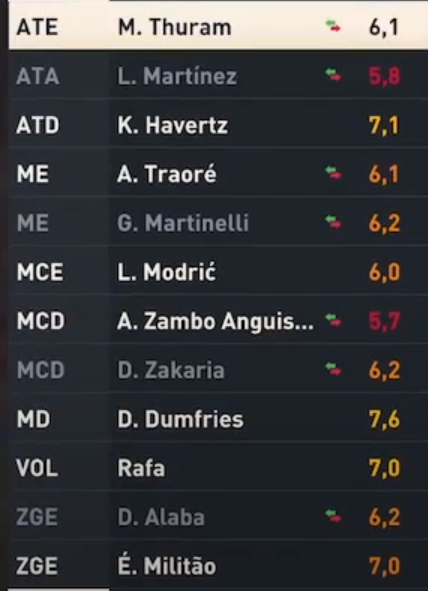 ATE M. Thuram 6,1
ATA L. Martínez 5,8
ATD K. Havertz 7,1
ME A. Traoré 6,1
ME G. Martinelli 6,2
MCE L. Modrić 6,0
MCD A. Zambo Anguis... 5,7
MCD D. Zakaria 6,2
MD D. Dumfries 7,6
VOL Rafa 7,0
ZGE D. Alaba 6,2
ZGE É. Militão 7,0